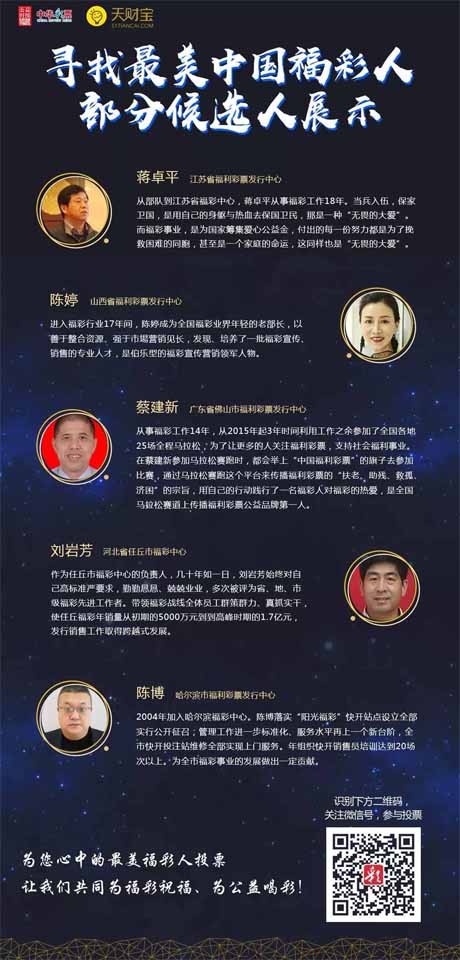 中华彩票
天财宝
EYTIANCAI.COM
寻找最美中国福彩人
部分候选人展示
蒋卓平 江苏省福利彩票发行中心
从部队到江苏省福彩中心，蒋卓平从事福彩工作18年。当兵入伍，保家
卫国，是用自己的身躯与热血去保国卫民，那是一种“无畏的大爱”。
而福彩事业，是为国家筹集爱心公益金，付出的每一份努力都是为了挽
救困难的同胞，甚至是一个家庭的命运，这同样也是“无畏的大爱”。
陈婷 山西省福利彩票发行中心
进入福彩行业17年间，陈婷成为全国福彩业界年轻的老部长，以
善于整合资源、强于市场营销见长，发现、培养了一批福彩宣传、
销售的专业人才，是伯乐型的福彩宣传营销领军人物。
蔡建新 广东省佛山市福利彩票发行中心
从事福彩工作14年，从2015年起3年时间利用工作之余参加了全国各地
25场全程马拉松，为了让更多的人关注福利彩票，支持社会福利事业。
在蔡建新参加马拉松赛跑时，都会举上“中国福利彩票”的旗子去参加
比赛，通过马拉松赛跑这个平台来传播福利彩票的“扶老、助残、救孤、
济困”的宗旨，用自己的行动践行了一名福彩人对福彩的热爱，是全国
马拉松赛道上传播福利彩票公益品牌第一人。
刘岩芳 河北省任丘市福彩中心
作为任丘市福彩中心的负责人，几十年如一日，刘岩芳始终对自
己高标准严要求，勤勤恳恳、兢兢业业，多次被评为省、地、市
级福彩先进工作者。带领福彩战线全体员工群策群力、真抓实干，
使任丘福彩年销量从初期的5000万元到到高峰时期的1.7亿元，
发行销售工作取得跨越式发展。
陈博 哈尔滨市福利彩票发行中心
2004年加入哈尔滨福彩中心。陈博落实“阳光福彩”快开站点设立全部
实行公开征召；管理工作进一步标准化、服务水平再上一个新台阶，全
市快开投注站维修全部实现上门服务。年组织快开销售员培训达到20场
次以上。为全市福彩事业的发展做出一定贡献。
识别下方二维码，
关注微信号，参与投票
彩
为您心中的最美福彩人投票
让我们共同为福彩祝福、为公益喝彩！